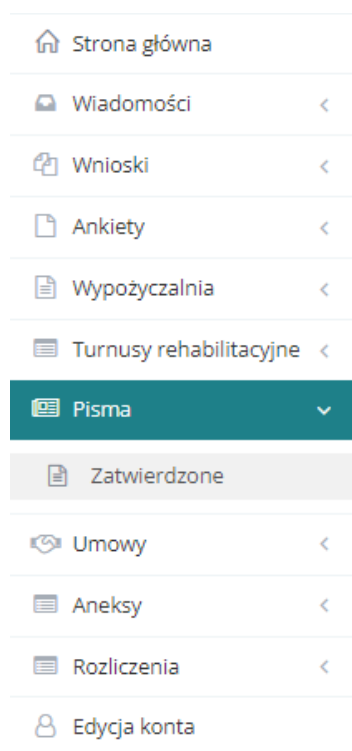 Strona główna
Wiadomości
Wnioski
Ankiety
Wypożyczalnia
Turnusy rehabilitacyjne
Pisma
Zatwierdzone
Umowy
Aneksy
Rozliczenia
Edycja konta